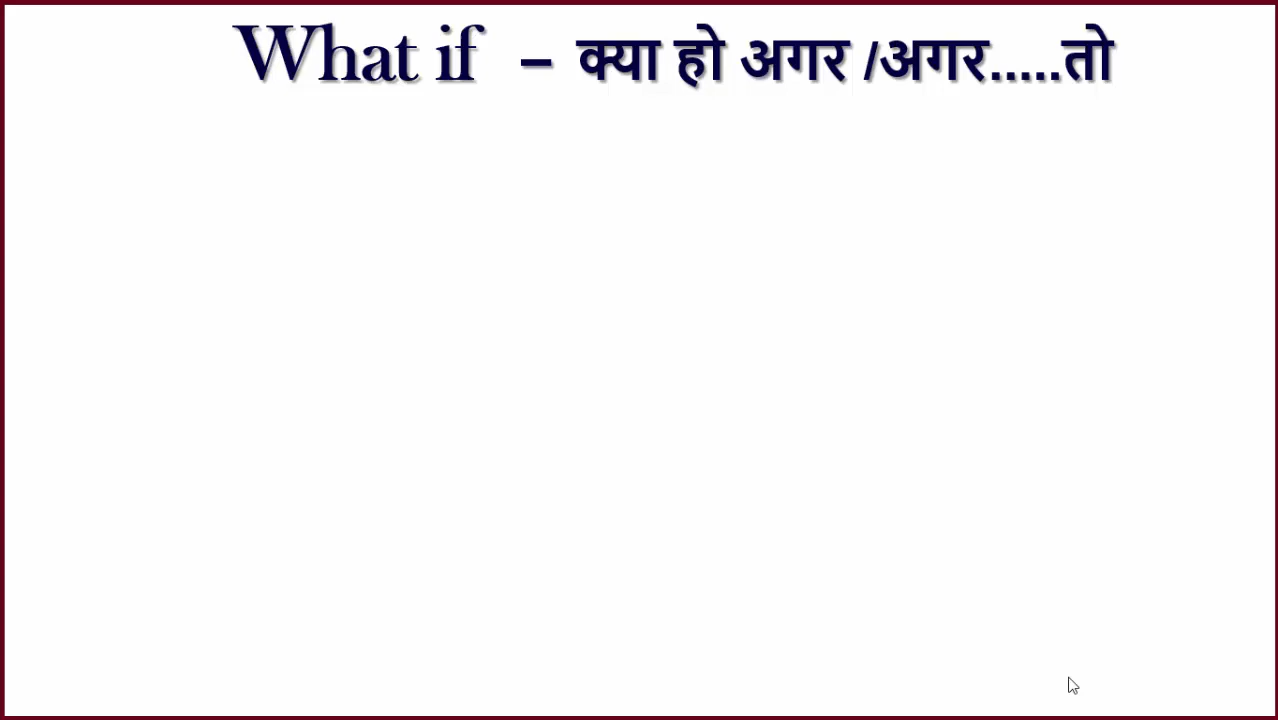 What if – क्या हो अगर /अगर.....तो